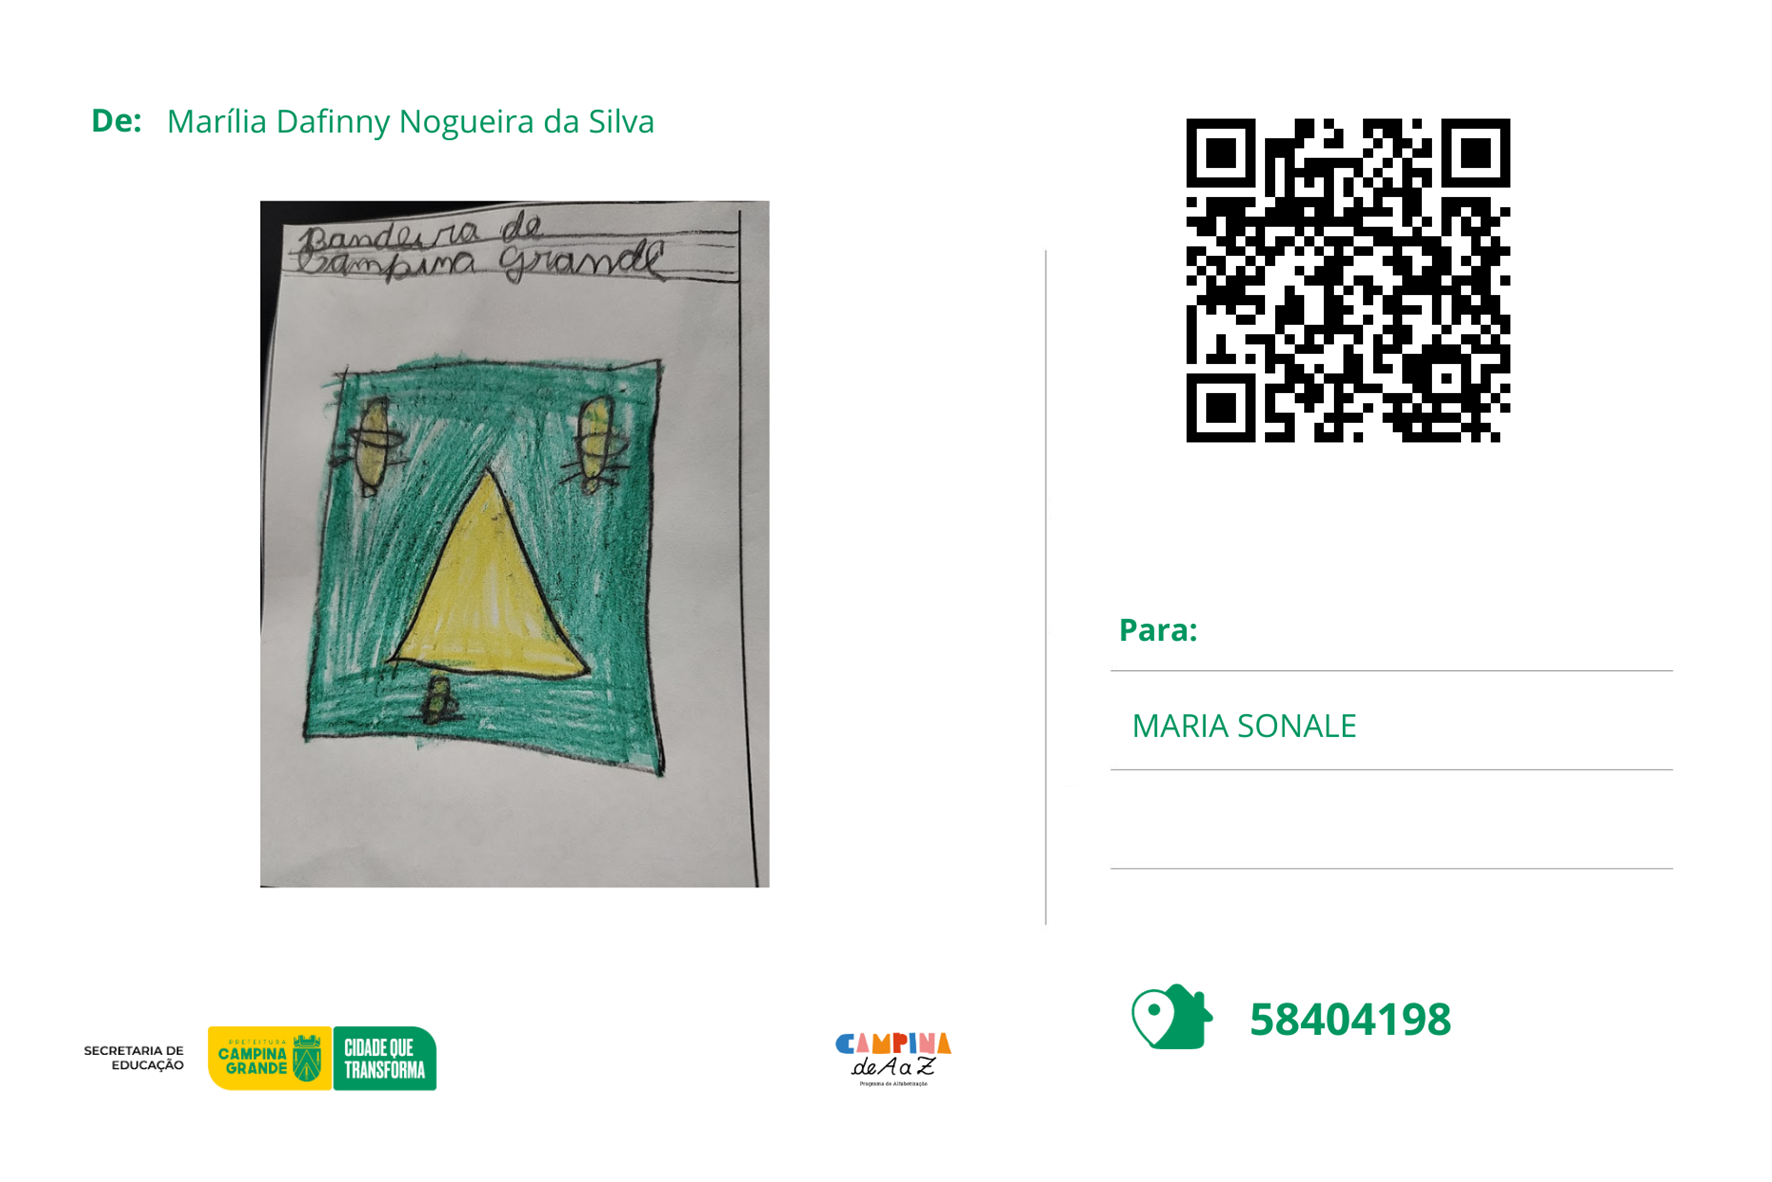 De: Marília Dafinny Nogueira da Silva
Bandeira de
Campina Grande
Para:
MARIA SONALE
58404198
SECRETARIA DE
EDUCAÇÃO
PREFEITURA
CAMPINA
GRANDE
CIDADE QUE
TRANSFORMA
CAMPINA
de A a Z
Programa de Alfabetização